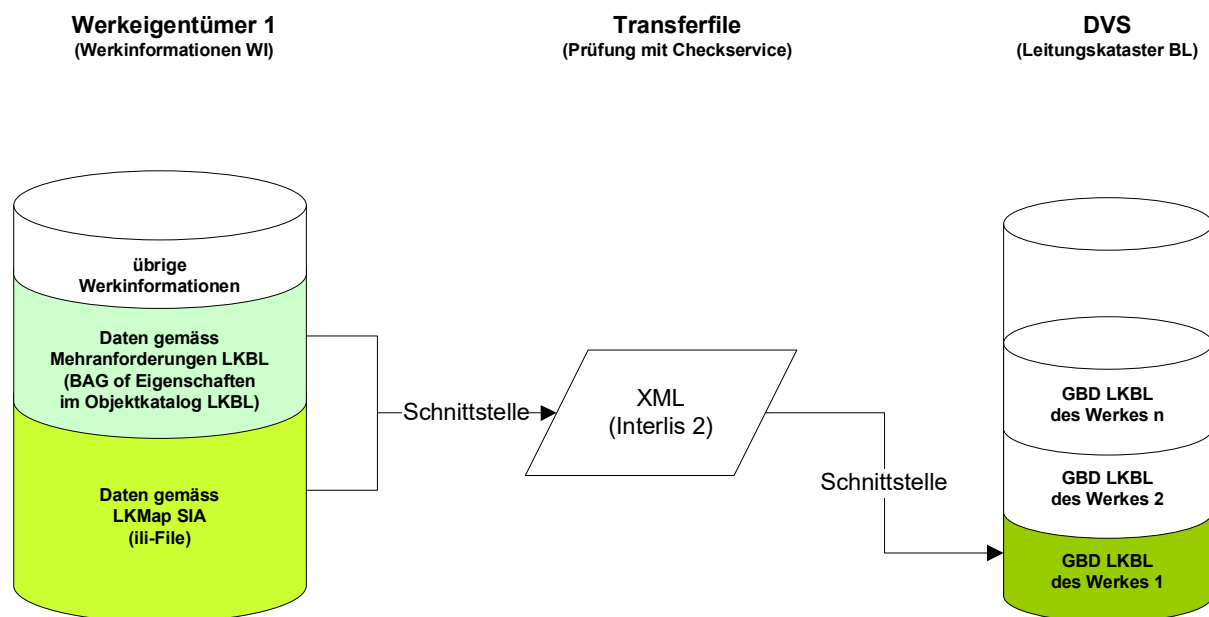 Werkeigentümer 1
(Werkinformationen WI)
Transferfile
(Prüfung mit Checkservice)
DVS
(Leitungskataster BL)
übrige
Werkinformationen
Daten gemäss
Mehranforderungen LKBL
(BAG of Eigenschaften
im Objektkatalog LKBL)
Daten gemäss
LKMap SIA
(ili-File)
Schnittstelle
XML
(Interlis 2)
Schnittstelle
GBD LKBL
des Werkes n
GBD LKBL
des Werkes 2
GBD LKBL
des Werkes 1